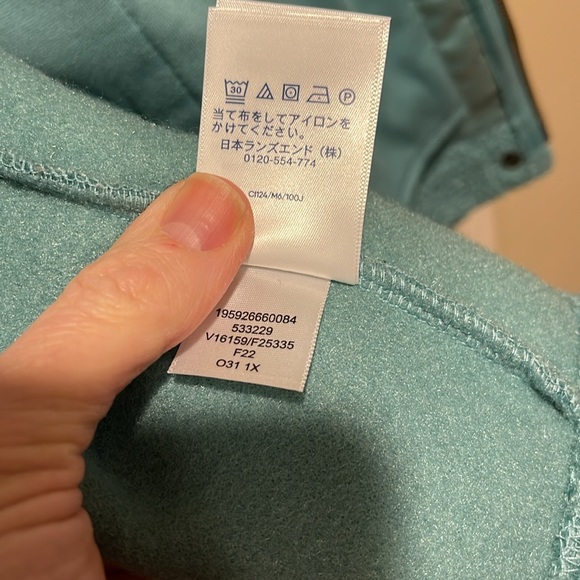 30 P
当て布をしてアイロンを
かけてください。
日本ランズエンド（株）
0120-554-774
C1124/M6/100J
195926660084
533229
V16159/F25335
F22
O31 1X